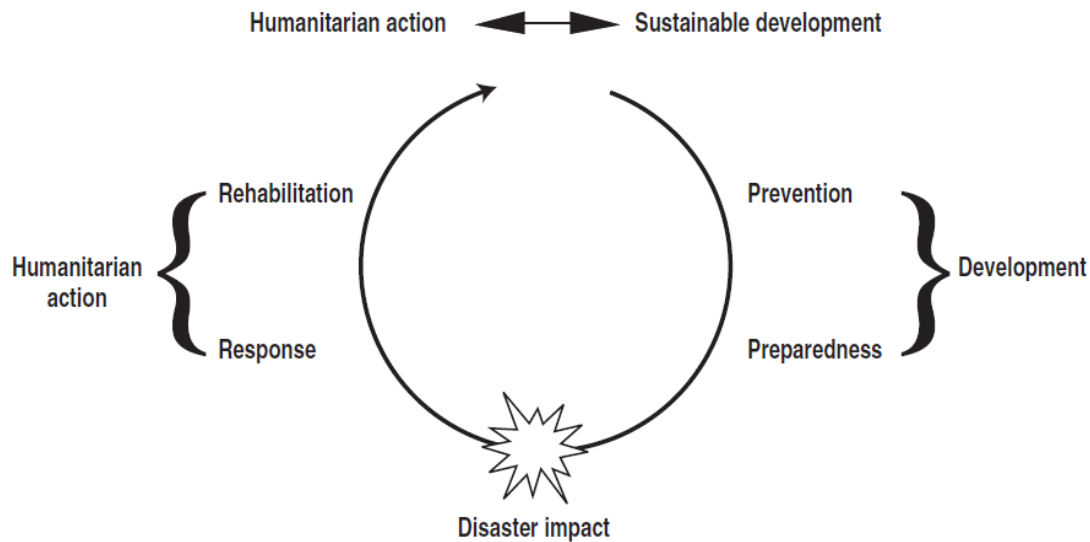 Humanitarian action
Sustainable development
Rehabilitation
Prevention
Humanitarian
action
Development
Response
Preparedness
Disaster impact